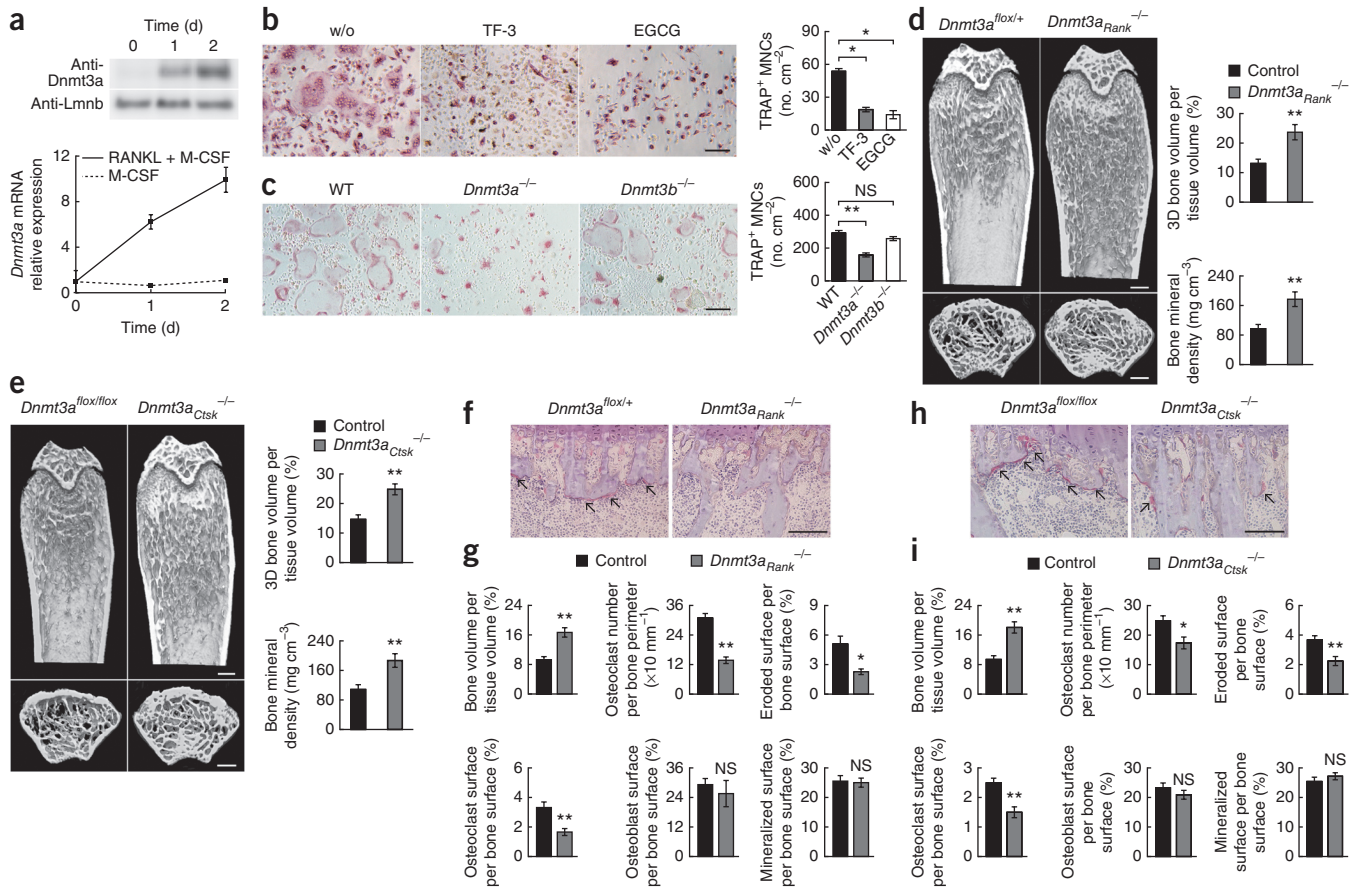 a
Time (d)
0 1 2
Anti-
Dnmt3a
Anti-Lmnb
Dnmt3a mRNA
relative expression
12
8
4
0
RANKL + M-CSF
M-CSF
0 1 2
Time (d)
b
w/o TF-3 EGCG
TRAP+ MNCs
(no. cm−2)
90
60
30
0
*
*
w/o
TF-3
EGCG
c
WT Dnmt3a−/− Dnmt3b−/−
TRAP+ MNCs
(no. cm−2)
600
400
200
0
NS
**
WT
Dnmt3a−/−
Dnmt3b−/−
d
Dnmt3aflox/+ Dnmt3aRank−/−
Control
Dnmt3aRank−/−
3D bone volume per
tissue volume (%)
30
20
10
0
**
Bone mineral
density (mg cm−3)
240
160
80
0
**
e
Dnmt3aflox/flox Dnmt3aCtsk−/−
Control
Dnmt3aCtsk−/−
3D bone volume per
tissue volume (%)
30
20
10
0
**
Bone mineral
density (mg cm−3)
240
160
80
0
**
f
Dnmt3aflox/+ Dnmt3aRank−/−
g
Control Dnmt3aRank−/−
Bone volume per
tissue volume (%)
24
16
8
0
**
Osteoclast number
per bone perimeter
(×10 mm−1)
36
24
12
0
**
Eroded surface per
bone surface (%)
9
6
3
0
*
Osteoclast surface
per bone surface (%)
6
4
2
0
**
Osteoblast surface
per bone surface (%)
36
24
12
0
NS
Mineralized surface
per bone surface (%)
30
20
10
0
NS
h
Dnmt3aflox/flox Dnmt3aCtsk−/−
i
Control Dnmt3aCtsk−/−
Bone volume per
tissue volume (%)
24
16
8
0
**
Osteoclast number
per bone perimeter
(×10 mm−1)
30
20
10
0
*
Eroded surface
per bone
surface (%)
6
4
2
0
**
Osteoclast surface
per bone surface (%)
3
2
1
0
**
Osteoblast surface
per bone
surface (%)
30
20
10
0
NS
Mineralized
surface per bone
surface (%)
30
20
10
0
NS